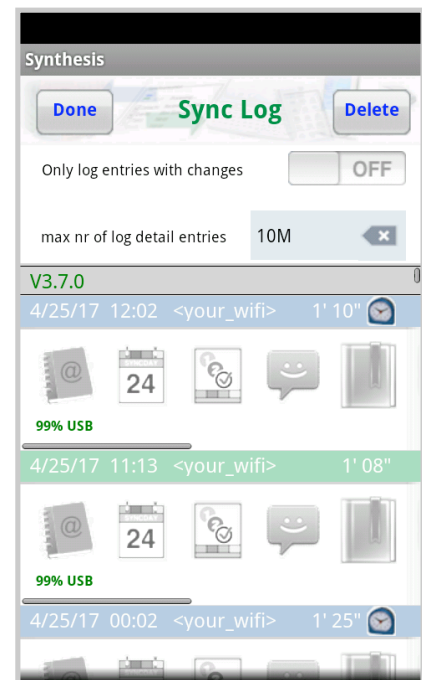 Synthesis
Done Sync Log Delete
Only log entries with changes OFF
max nr of log detail entries 10M
V3.7.0
4/25/17 12:02 <your_wifi> 1' 10"
@ 24
99% USB
4/25/17 11:13 <your_wifi> 1' 08"
@ 24
99% USB
4/25/17 00:02 <your_wifi> 1' 25"